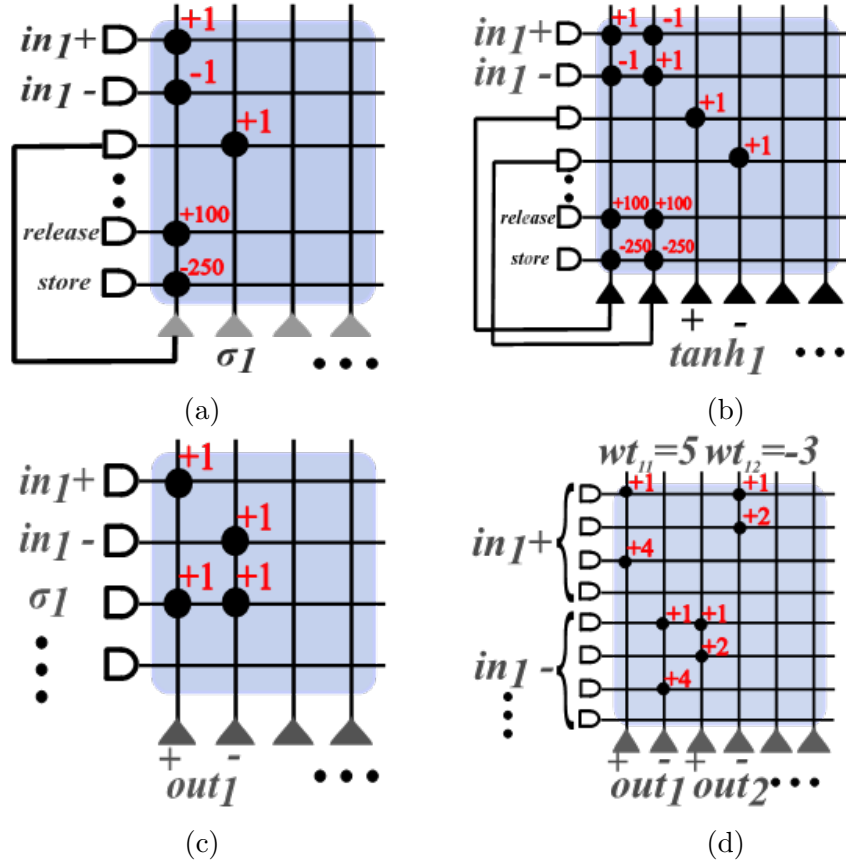 +1
in1+
-1
in1 -
+1
+100
release
-250
store
σ1
(a)
+1 -1
in1+
-1 +1
in1 -
+1
+1
+100 +100
release
-250 -250
store
+ -
tanh1
(b)
+1
in1+
+1
in1 -
+1 +1
σ1
+ -
out1
(c)
wt11=5 wt12=-3
+1 +1
+2
in1+
+4
+1 +1
+2
in1 -
+4
+ - + -
out1 out2
(d)